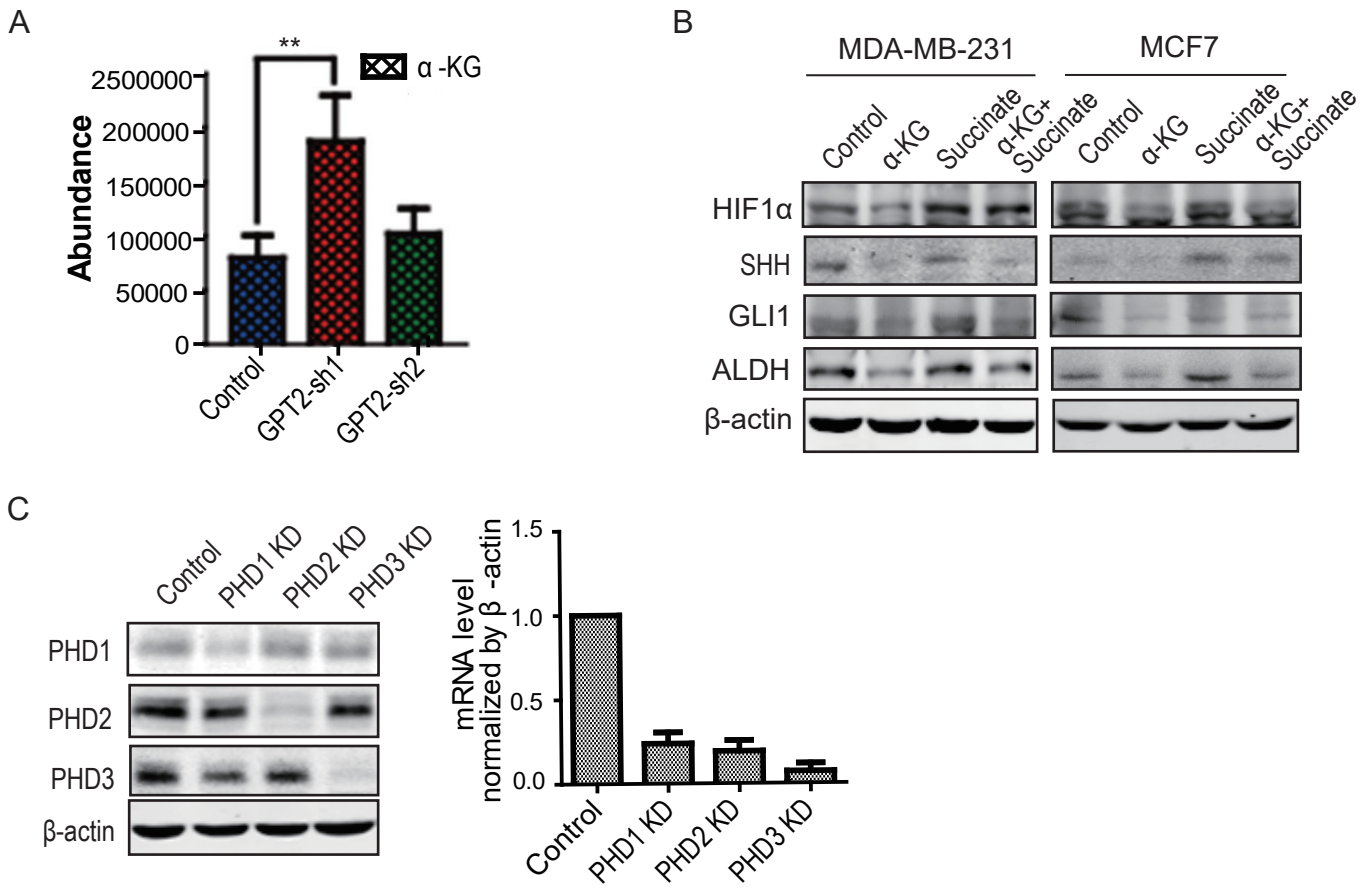 A
**
α -KG
Abundance
2500000
200000
150000
100000
50000
0
Control
GPT2-sh1
GPT2-sh2
B
MDA-MB-231
MCF7
Control
α-KG
Succinate
α-KG+
Succinate
Control
α-KG
Succinate
α-KG+
Succinate
HIF1α
SHH
GLI1
ALDH
β-actin
C
Control
PHD1 KD
PHD2 KD
PHD3 KD
PHD1
PHD2
PHD3
β-actin
mRNA level
normalized by β -actin
1.5
1.0
0.5
0.0
Control
PHD1 KD
PHD2 KD
PHD3 KD